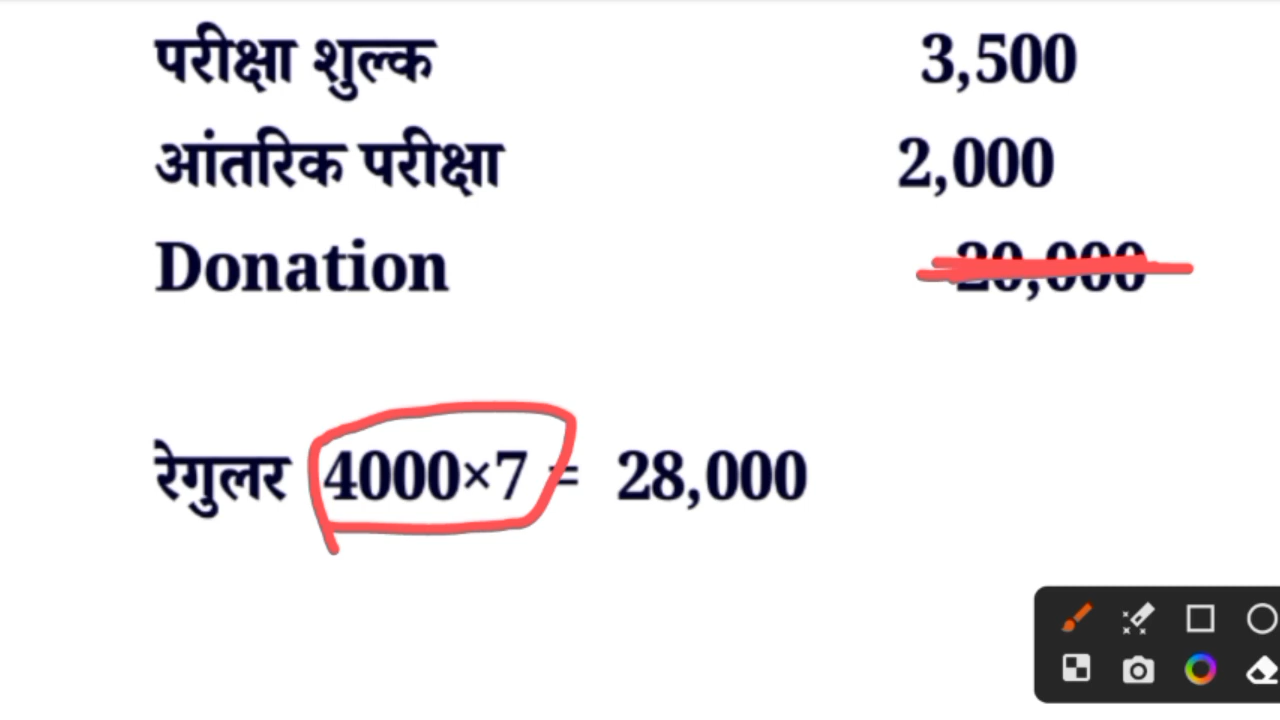 परीक्षा शुल्क 3,500
आंतरिक परीक्षा 2,000
Donation 20,000
रेगुलर 4000×7 = 28,000